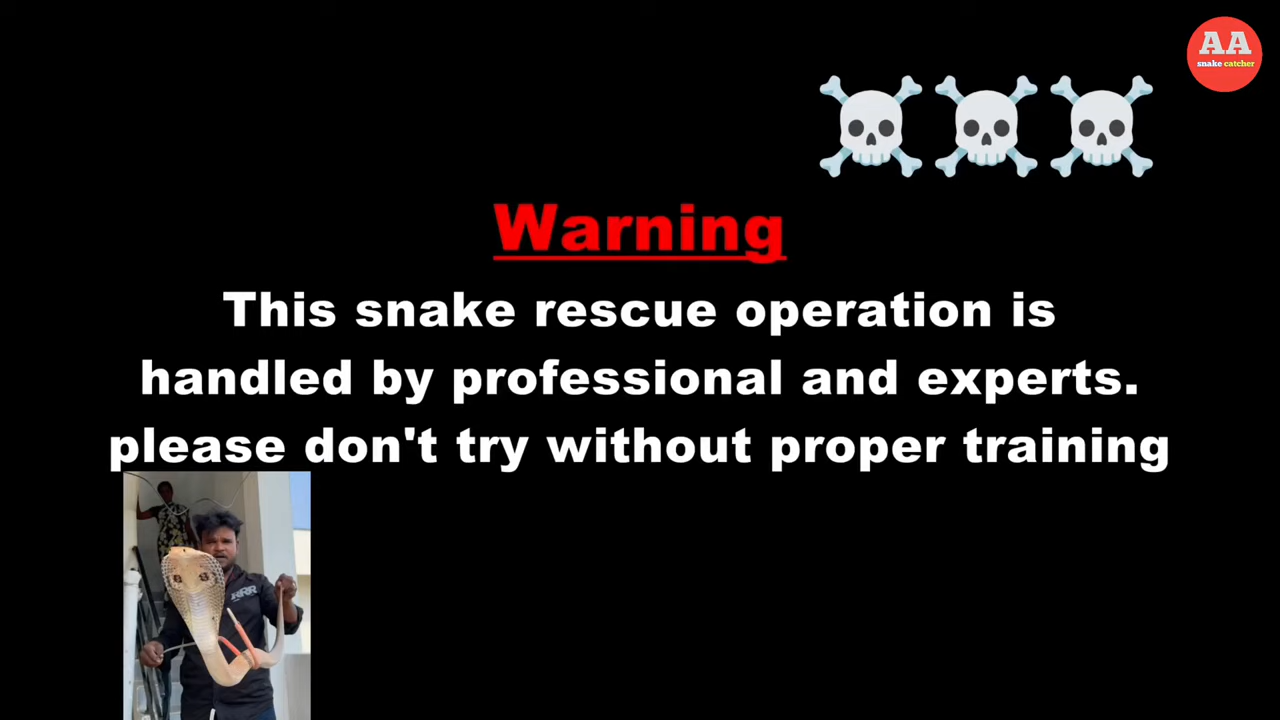 AA
snake catcher
Warning
This snake rescue operation is
handled by professional and experts.
please don't try without proper training
RRR